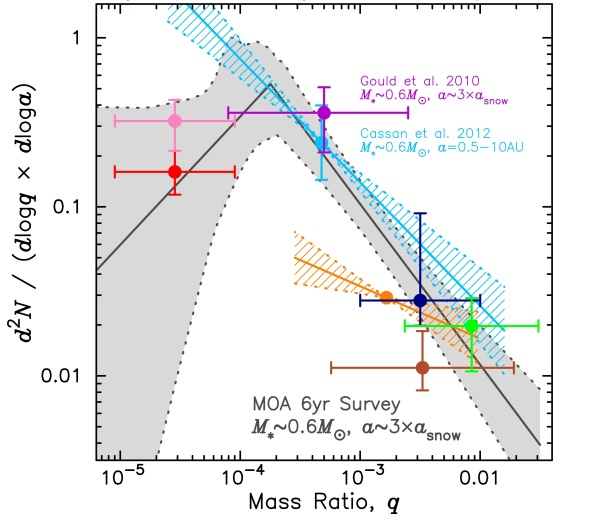 1
0.1
0.01
d²N / (dlogq × dloga)
Gould et al. 2010
M*~0.6M☉, a~3×a_snow
Cassan et al. 2012
M*~0.6M☉, a=0.5−10AU
MOA 6yr Survey
M*~0.6M☉, a~3×a_snow
10⁻⁵ 10⁻⁴ 10⁻³ 0.01
Mass Ratio, q